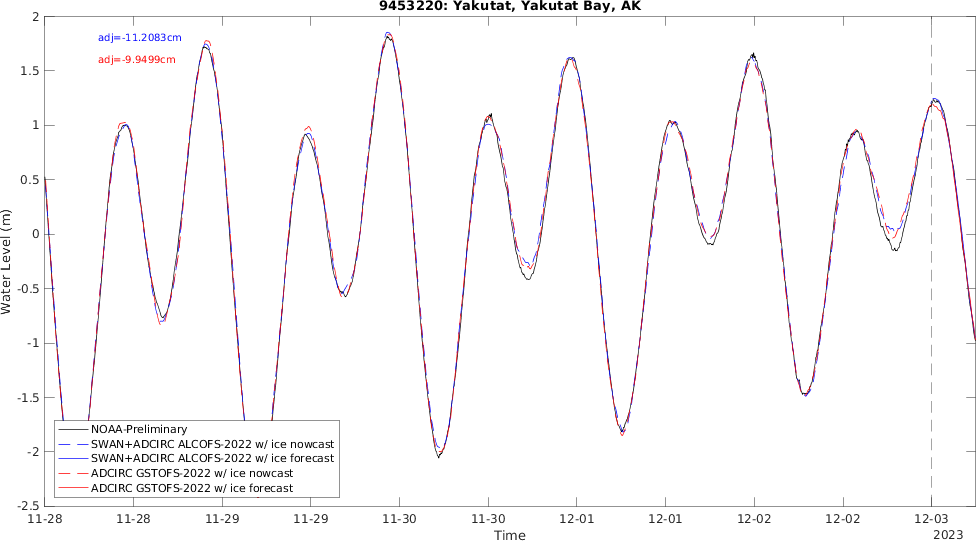 9453220: Yakutat, Yakutat Bay, AK
adj=-11.2083cm
adj=-9.9499cm
2
1.5
1
0.5
0
-0.5
-1
-1.5
-2
-2.5
Water Level (m)
NOAA-Preliminary
SWAN+ADCIRC ALCOFS-2022 w/ ice nowcast
SWAN+ADCIRC ALCOFS-2022 w/ ice forecast
ADCIRC GSTOFS-2022 w/ ice nowcast
ADCIRC GSTOFS-2022 w/ ice forecast
11-28 11-28 11-29 11-29 11-30 11-30 12-01 12-01 12-02 12-02 12-03
Time
2023